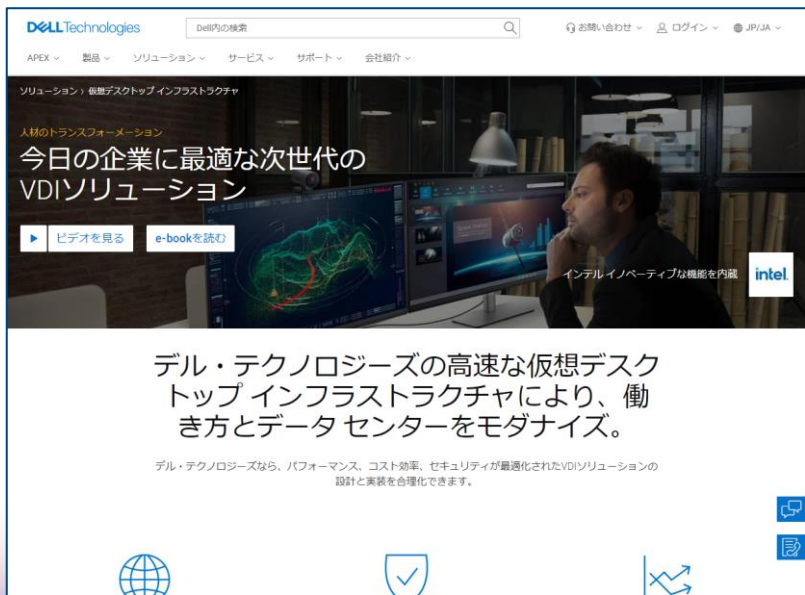 DELLTechnologies
Dell内の検索
お問い合わせ
ログイン
JP/JA
APEX 製品 ソリューション サービス サポート 会社紹介
ソリューション › 仮想デスクトップ インフラストラクチャ
人材のトランスフォーメーション
今日の企業に最適な次世代の
VDIソリューション
ビデオを見る
e-bookを読む
インテル イノベーティブな機能を内蔵
intel.
デル・テクノロジーズの高速な仮想デスク
トップ インフラストラクチャにより、働
き方とデータ センターをモダナイズ。
デル・テクノロジーズなら、パフォーマンス、コスト効率、セキュリティが最適化されたVDIソリューションの
設計と実装を合理化できます。